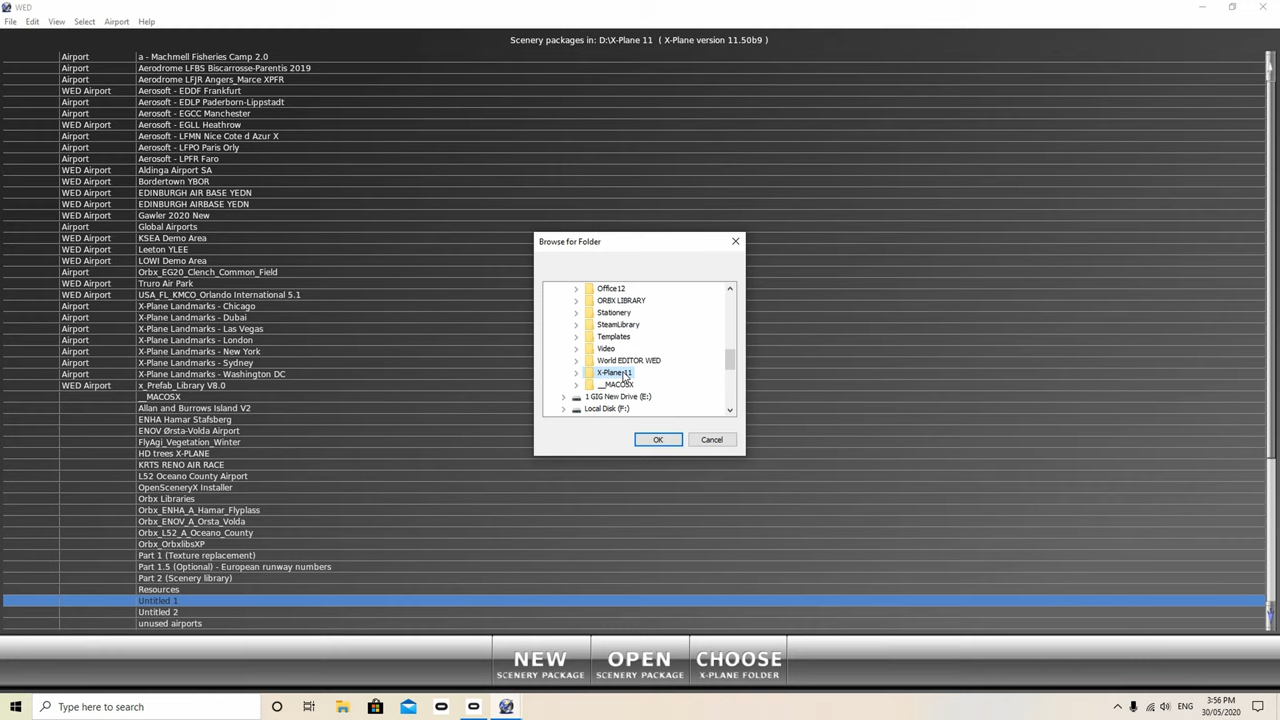 WED
File Edit View Select Airport Help
Scenery packages in: D:\X-Plane 11 ( X-Plane version 11.50b9 )
Airport a - Machmell Fisheries Camp 2.0
Airport Aerodrome LFBS Biscarrosse-Parentis 2019
Airport Aerodrome LFJR Angers_Marce XPFR
WED Airport Aerosoft - EDDF Frankfurt
Airport Aerosoft - EDLP Paderborn-Lippstadt
Airport Aerosoft - EGCC Manchester
WED Airport Aerosoft - EGLL Heathrow
Airport Aerosoft - LFMN Nice Cote d Azur X
Airport Aerosoft - LFPO Paris Orly
Airport Aerosoft - LPFR Faro
WED Airport Aldinga Airport SA
WED Airport Bordertown YBOR
WED Airport EDINBURGH AIR BASE YEDN
WED Airport EDINBURGH AIRBASE YEDN
WED Airport Gawler 2020 New
Airport Global Airports
WED Airport KSEA Demo Area
WED Airport Leeton YLEE
WED Airport LOWI Demo Area
Airport Orbx_EG20_Clench_Common_Field
WED Airport Truro Air Park
WED Airport USA_FL_KMCO_Orlando International 5.1
Airport X-Plane Landmarks - Chicago
Airport X-Plane Landmarks - Dubai
Airport X-Plane Landmarks - Las Vegas
Airport X-Plane Landmarks - London
Airport X-Plane Landmarks - New York
Airport X-Plane Landmarks - Sydney
Airport X-Plane Landmarks - Washington DC
WED Airport x_Prefab_Library V8.0
__MACOSX
Allan and Burrows Island V2
ENHA Hamar Stafsberg
ENOV Ørsta-Volda Airport
FlyAgi_Vegetation_Winter
HD trees X-PLANE
KRTS RENO AIR RACE
L52 Oceano County Airport
OpenSceneryX Installer
Orbx Libraries
Orbx_ENHA_A_Hamar_Flyplass
Orbx_ENOV_A_Orsta_Volda
Orbx_L52_A_Oceano_County
Orbx_OrbxlibsXP
Part 1 (Texture replacement)
Part 1.5 (Optional) - European runway numbers
Part 2 (Scenery library)
Resources
Untitled 1
Untitled 2
unused airports
Browse for Folder
Office12
ORBX LIBRARY
Stationery
SteamLibrary
Templates
Video
World EDITOR WED
X-Plane 11
__MACOSX
1 GIG New Drive (E:)
Local Disk (F:)
OK Cancel
NEW
SCENERY PACKAGE
OPEN
SCENERY PACKAGE
CHOOSE
X-PLANE FOLDER
Type here to search
ENG
3:56 PM
30/05/2020